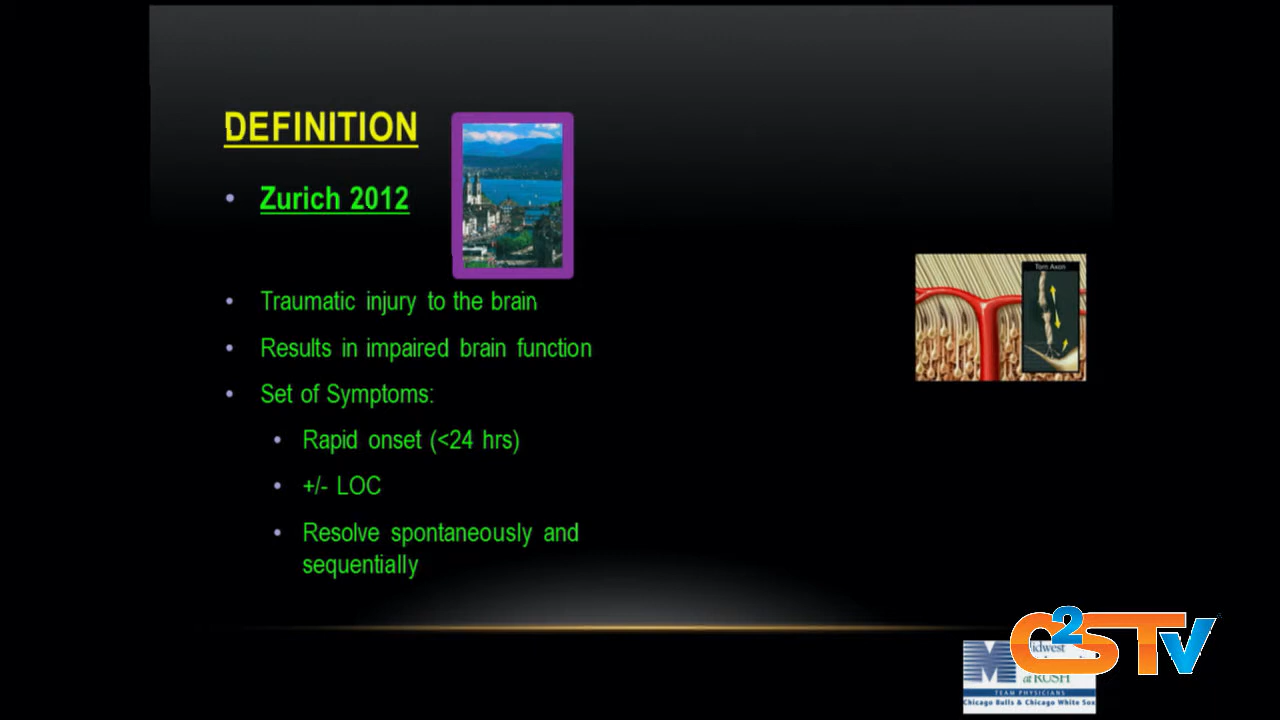 DEFINITION
Zurich 2012
Traumatic injury to the brain
Results in impaired brain function
Set of Symptoms:
Rapid onset (<24 hrs)
+/- LOC
Resolve spontaneously and
sequentially
Torn Axon
C2STV
at RUSH
TEAM PHYSICIANS
Chicago Bulls & Chicago White Sox